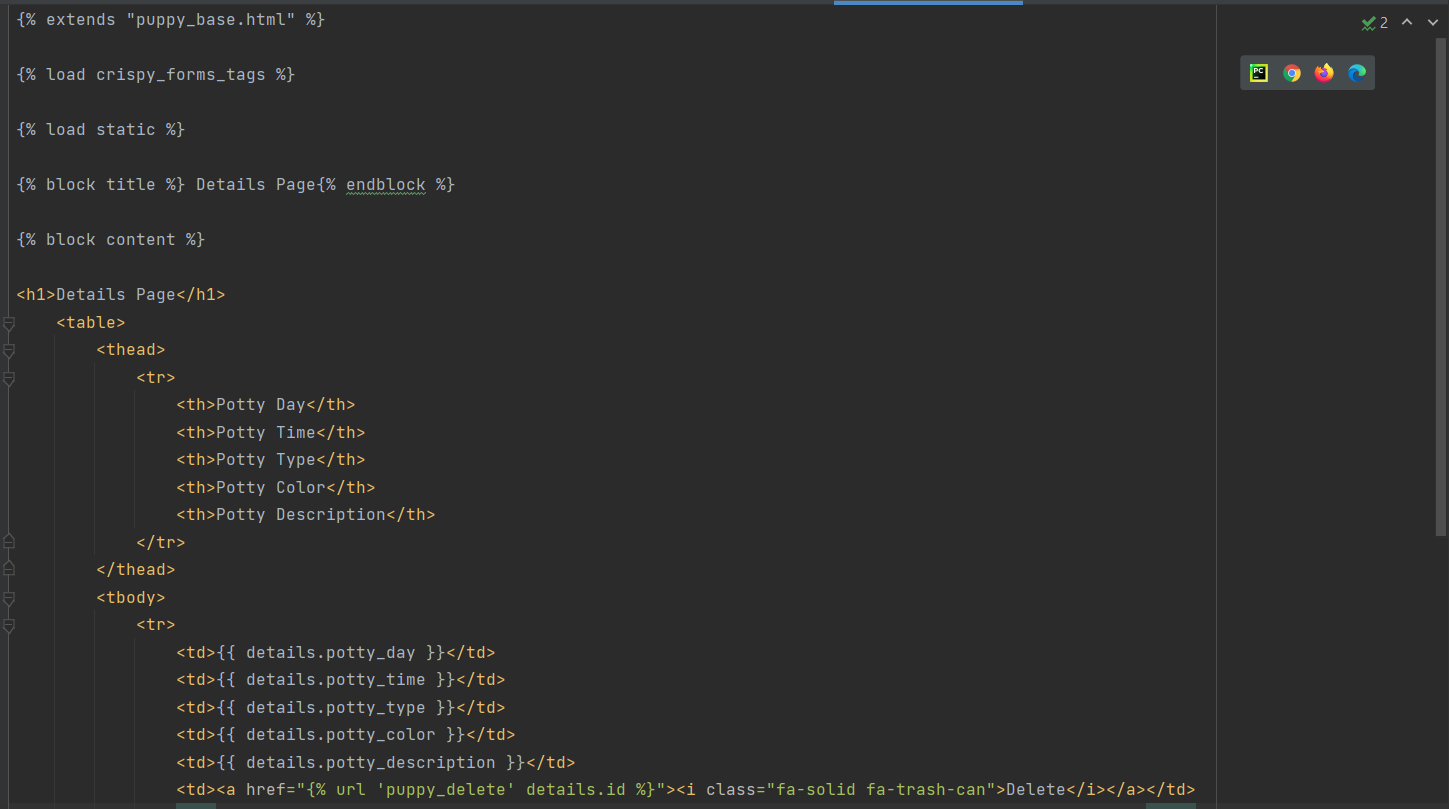 {% extends "puppy_base.html" %}
2
{% load crispy_forms_tags %}
PC
{% load static %}
{% block title %} Details Page{% endblock %}
{% block content %}
<h1>Details Page</h1>
<table>
<thead>
<tr>
<th>Potty Day</th>
<th>Potty Time</th>
<th>Potty Type</th>
<th>Potty Color</th>
<th>Potty Description</th>
</tr>
</thead>
<tbody>
<tr>
<td>{{ details.potty_day }}</td>
<td>{{ details.potty_time }}</td>
<td>{{ details.potty_type }}</td>
<td>{{ details.potty_color }}</td>
<td>{{ details.potty_description }}</td>
<td><a href="{% url 'puppy_delete' details.id %}"><i class="fa-solid fa-trash-can">Delete</i></a></td>